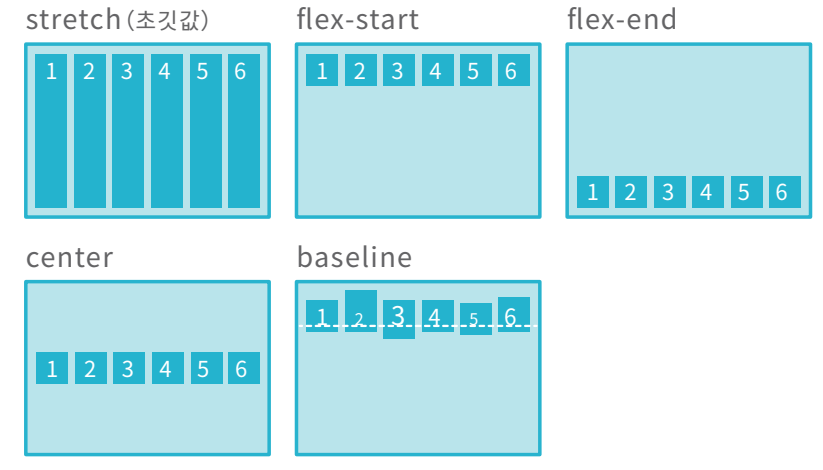 stretch (초깃값)
flex-start
flex-end
1 2 3 4 5 6
1 2 3 4 5 6
1 2 3 4 5 6
center
baseline
1 2 3 4 5 6
1 2 3 4 5 6